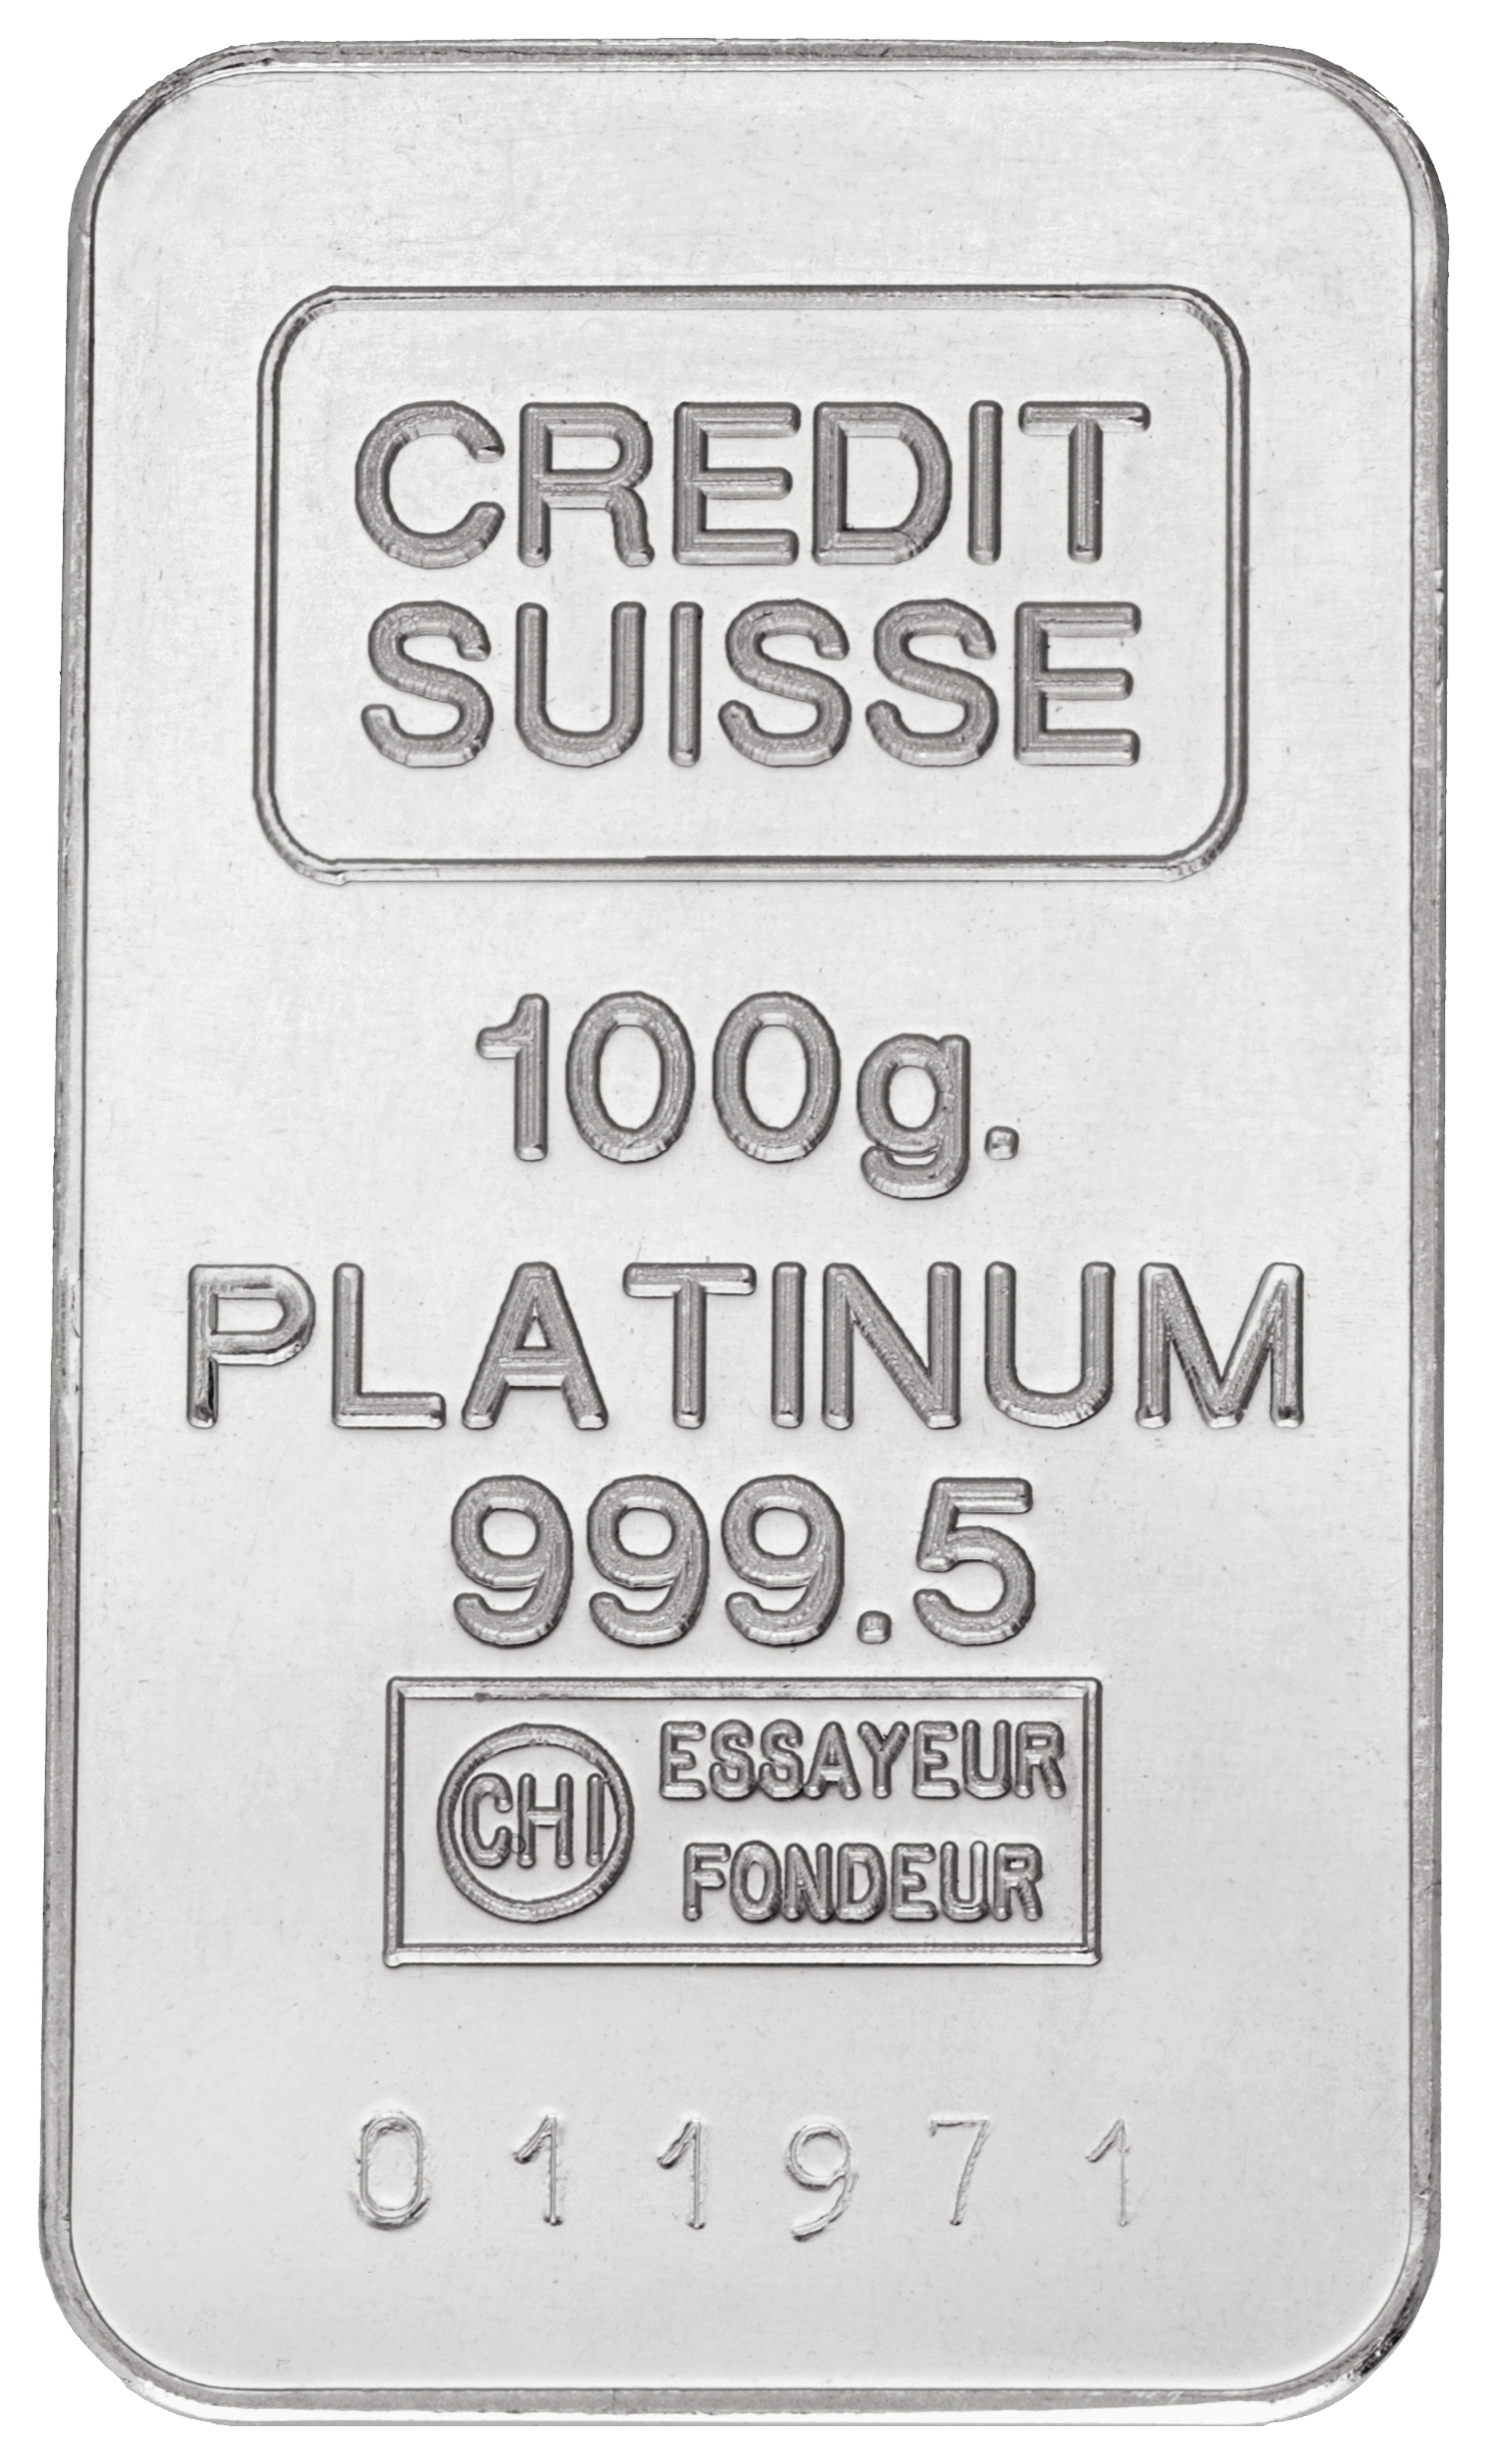 CREDIT
SUISSE
100g.
PLATINUM
999.5
CHI ESSAYEUR
FONDEUR
011971